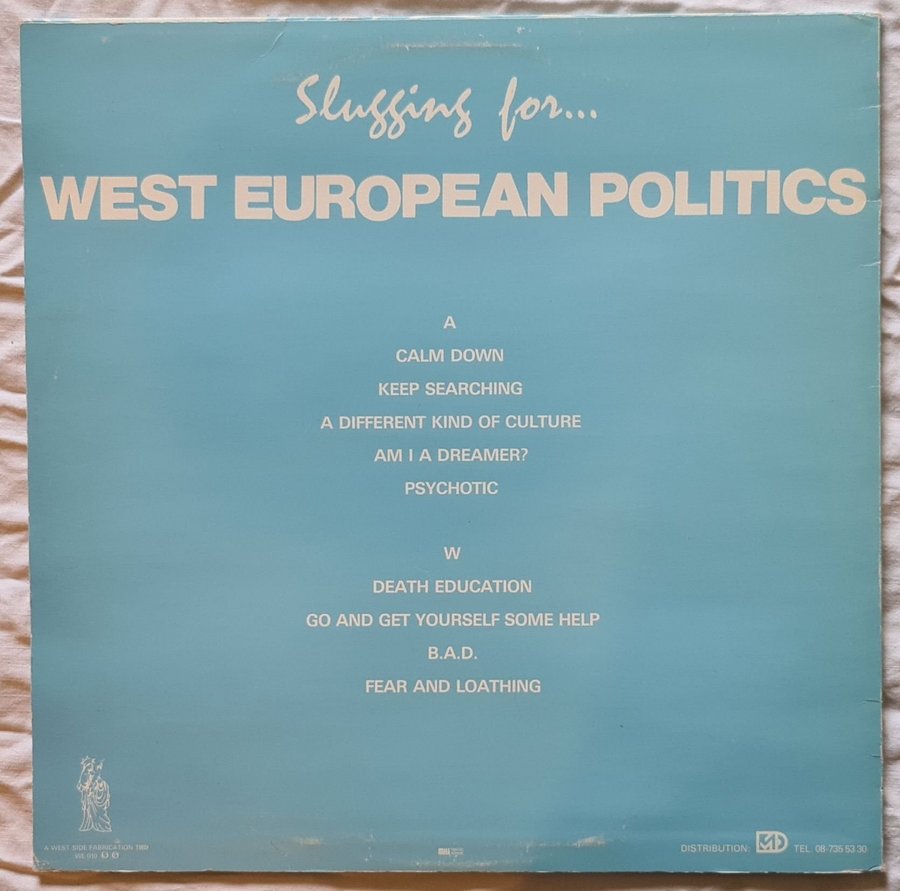 Slugging for...
WEST EUROPEAN POLITICS
A
CALM DOWN
KEEP SEARCHING
A DIFFERENT KIND OF CULTURE
AM I A DREAMER?
PSYCHOTIC
W
DEATH EDUCATION
GO AND GET YOURSELF SOME HELP
B.A.D.
FEAR AND LOATHING
A WEST SIDE FABRICATION
DISTRIBUTION: TEL 08-735 53 30